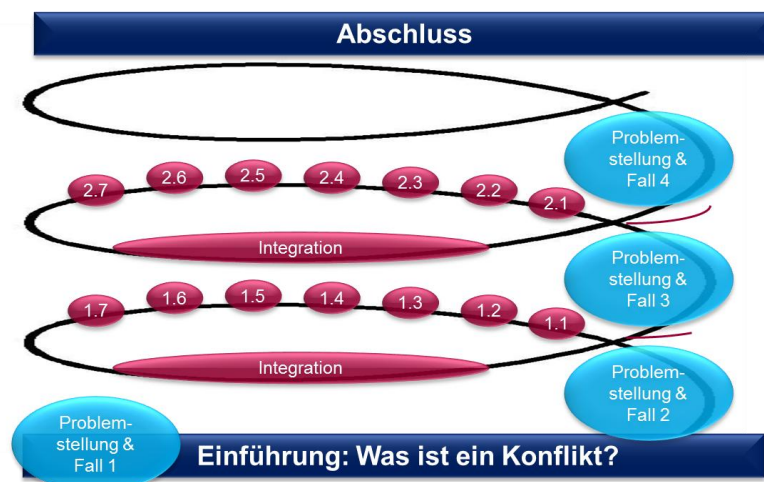 Abschluss
Problem-
stellung &
Fall 4
2.7
2.6
2.5
2.4
2.3
2.2
2.1
Integration
Problem-
stellung &
Fall 3
1.7
1.6
1.5
1.4
1.3
1.2
1.1
Integration
Problem-
stellung &
Fall 2
Problem-
stellung &
Fall 1
Einführung: Was ist ein Konflikt?